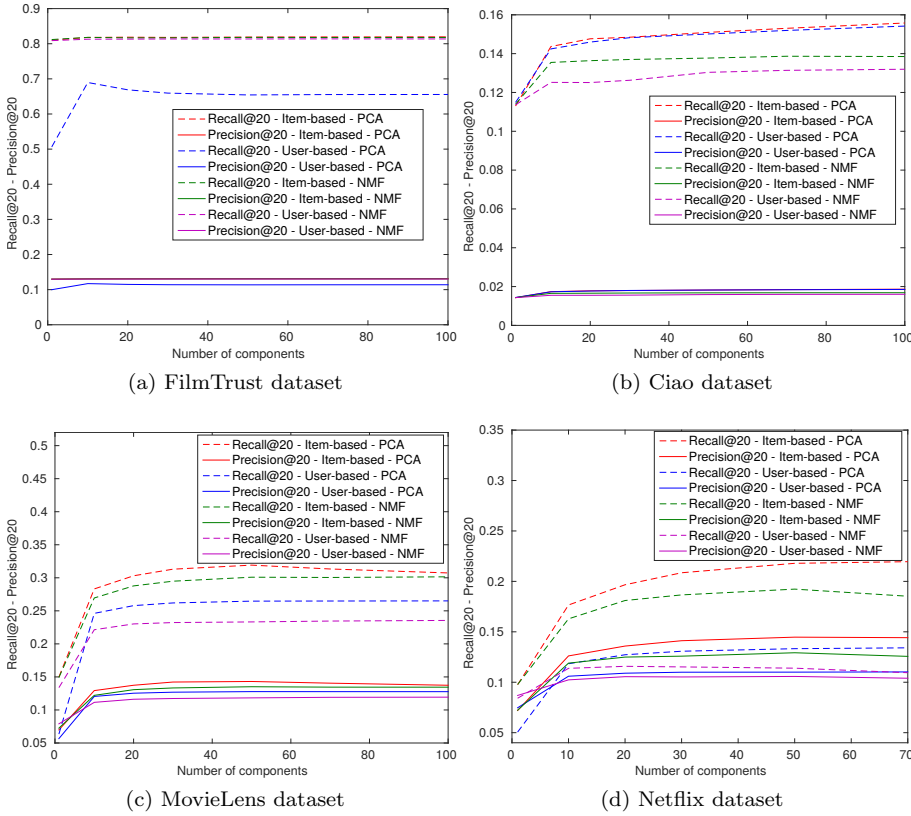 0.9
0.8
0.7
0.6
0.5
0.4
0.3
0.2
0.1
0
Recall@20 - Precision@20
Recall@20 - Item-based - PCA
Precision@20 - Item-based - PCA
Recall@20 - User-based - PCA
Precision@20 - User-based - PCA
Recall@20 - Item-based - NMF
Precision@20 - Item-based - NMF
Recall@20 - User-based - NMF
Precision@20 - User-based - NMF
0 20 40 60 80 100
Number of components
(a) FilmTrust dataset
0.16
0.14
0.12
0.1
0.08
0.06
0.04
0.02
0
Recall@20 - Precision@20
Recall@20 - Item-based - PCA
Precision@20 - Item-based - PCA
Recall@20 - User-based - PCA
Precision@20 - User-based - PCA
Recall@20 - Item-based - NMF
Precision@20 - Item-based - NMF
Recall@20 - User-based - NMF
Precision@20 - User-based - NMF
0 20 40 60 80 100
Number of components
(b) Ciao dataset
0.5
0.45
0.4
0.35
0.3
0.25
0.2
0.15
0.1
0.05
Recall@20 - Precision@20
Recall@20 - Item-based - PCA
Precision@20 - Item-based - PCA
Recall@20 - User-based - PCA
Precision@20 - User-based - PCA
Recall@20 - Item-based - NMF
Precision@20 - Item-based - NMF
Recall@20 - User-based - NMF
Precision@20 - User-based - NMF
0 20 40 60 80 100
Number of components
(c) MovieLens dataset
0.35
0.3
0.25
0.2
0.15
0.1
0.05
Recall@20 - Precision@20
Recall@20 - Item-based - PCA
Precision@20 - Item-based - PCA
Recall@20 - User-based - PCA
Precision@20 - User-based - PCA
Recall@20 - Item-based - NMF
Precision@20 - Item-based - NMF
Recall@20 - User-based - NMF
Precision@20 - User-based - NMF
0 10 20 30 40 50 60 70
Number of components
(d) Netflix dataset